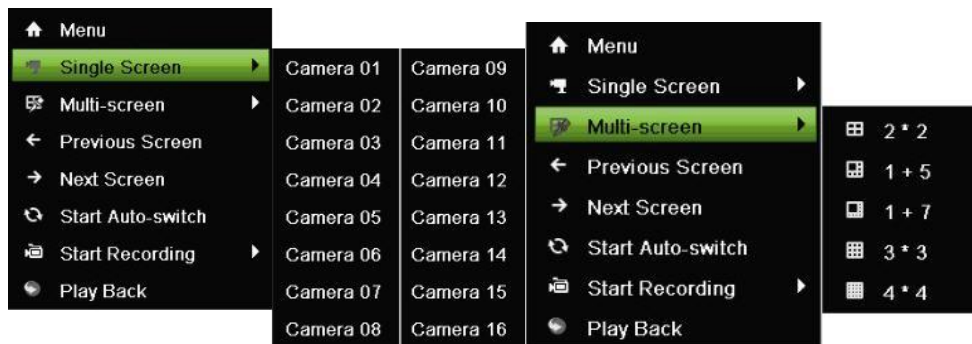 Menu
Single Screen
Multi-screen
Previous Screen
Next Screen
Start Auto-switch
Start Recording
Play Back
Camera 01
Camera 02
Camera 03
Camera 04
Camera 05
Camera 06
Camera 07
Camera 08
Camera 09
Camera 10
Camera 11
Camera 12
Camera 13
Camera 14
Camera 15
Camera 16
Menu
Single Screen
Multi-screen
Previous Screen
Next Screen
Start Auto-switch
Start Recording
Play Back
2 * 2
1 + 5
1 + 7
3 * 3
4 * 4